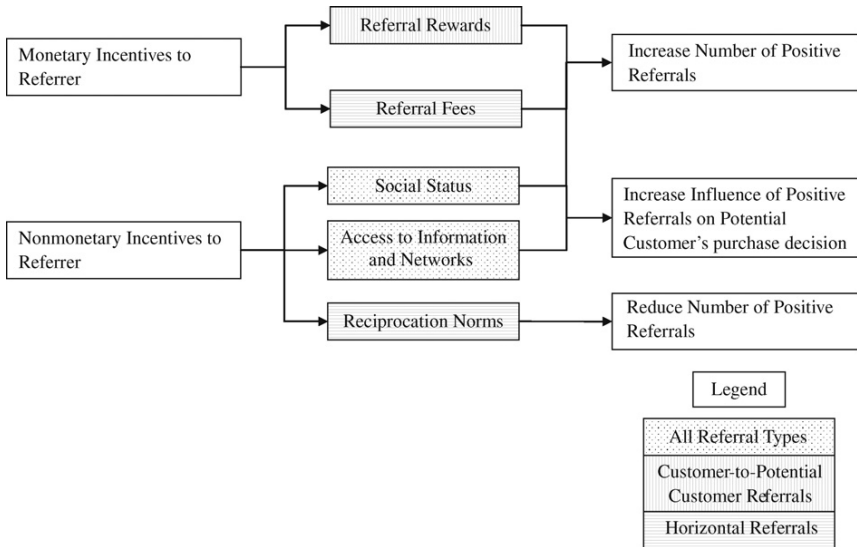 Monetary Incentives to
Referrer
Referral Rewards
Referral Fees
Increase Number of Positive
Referrals
Nonmonetary Incentives to
Referrer
Social Status
Access to Information
and Networks
Reciprocation Norms
Increase Influence of Positive
Referrals on Potential
Customer's purchase decision
Reduce Number of Positive
Referrals
Legend
All Referral Types
Customer-to-Potential
Customer Referrals
Horizontal Referrals